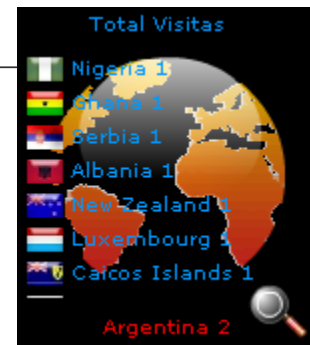 Total Visitas
Nigeria 1
Ghana 1
Serbia 1
Albania 1
New Zealand 1
Luxembourg 1
Caicos Islands 1
Argentina 2